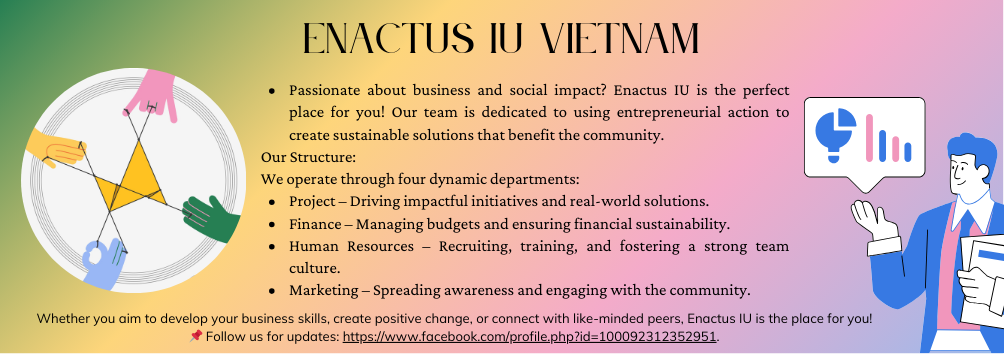 ENACTUS IU VIETNAM
• Passionate about business and social impact? Enactus IU is the perfect
place for you! Our team is dedicated to using entrepreneurial action to
create sustainable solutions that benefit the community.
Our Structure:
We operate through four dynamic departments:
• Project – Driving impactful initiatives and real-world solutions.
• Finance – Managing budgets and ensuring financial sustainability.
• Human Resources – Recruiting, training, and fostering a strong team
culture.
• Marketing – Spreading awareness and engaging with the community.
Whether you aim to develop your business skills, create positive change, or connect with like-minded peers, Enactus IU is the place for you!
📌 Follow us for updates: https://www.facebook.com/profile.php?id=100092312352951.